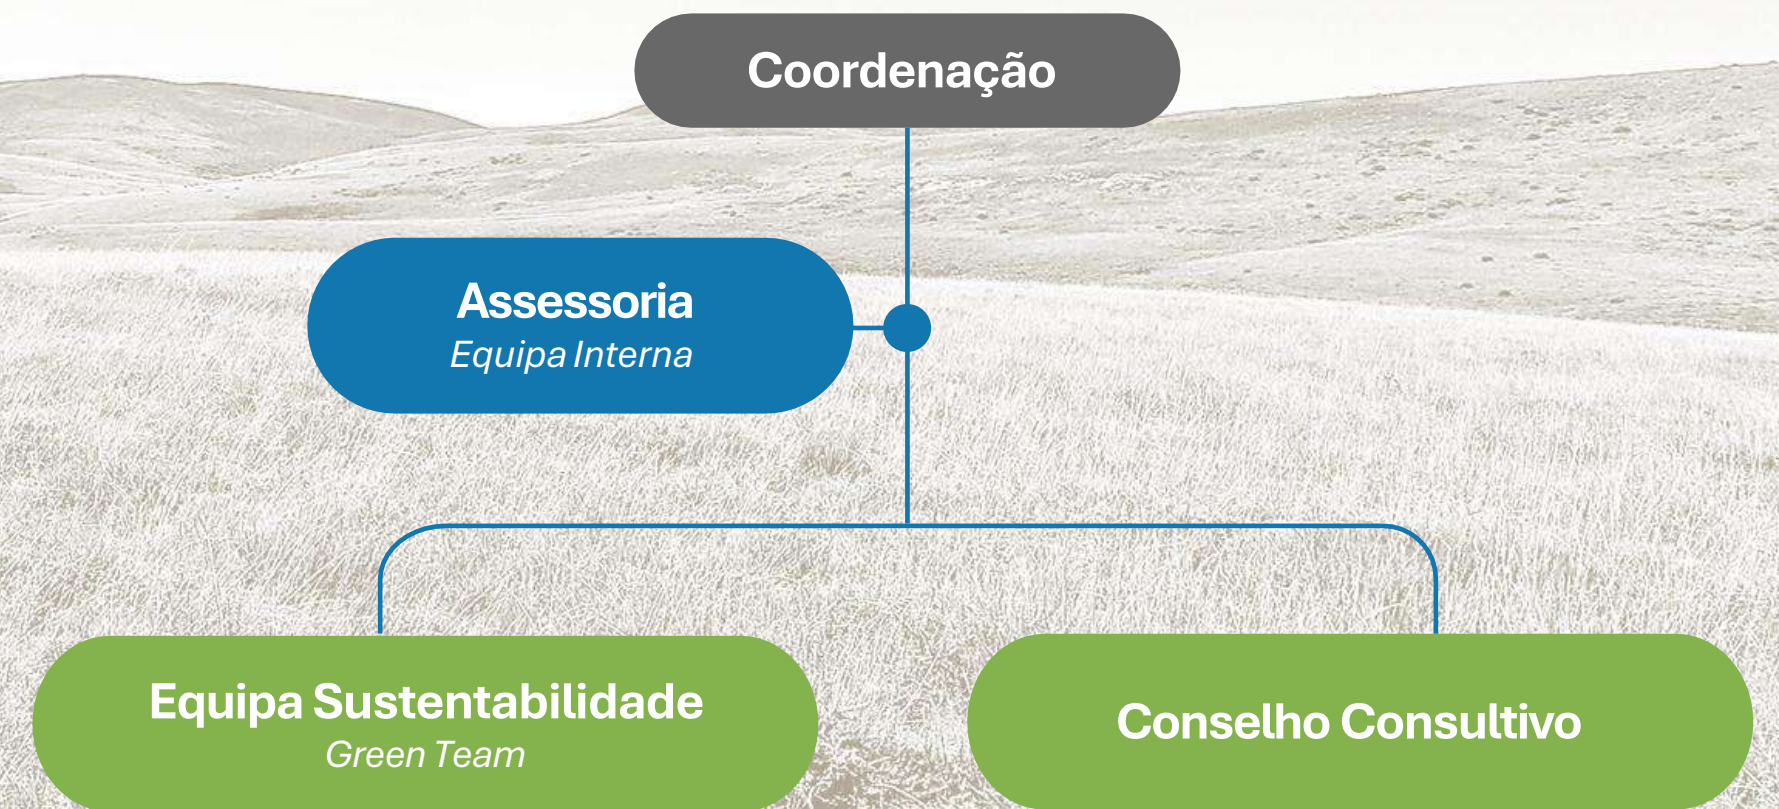 Coordenação
Assessoria
Equipa Interna
Equipa Sustentabilidade
Green Team
Conselho Consultivo